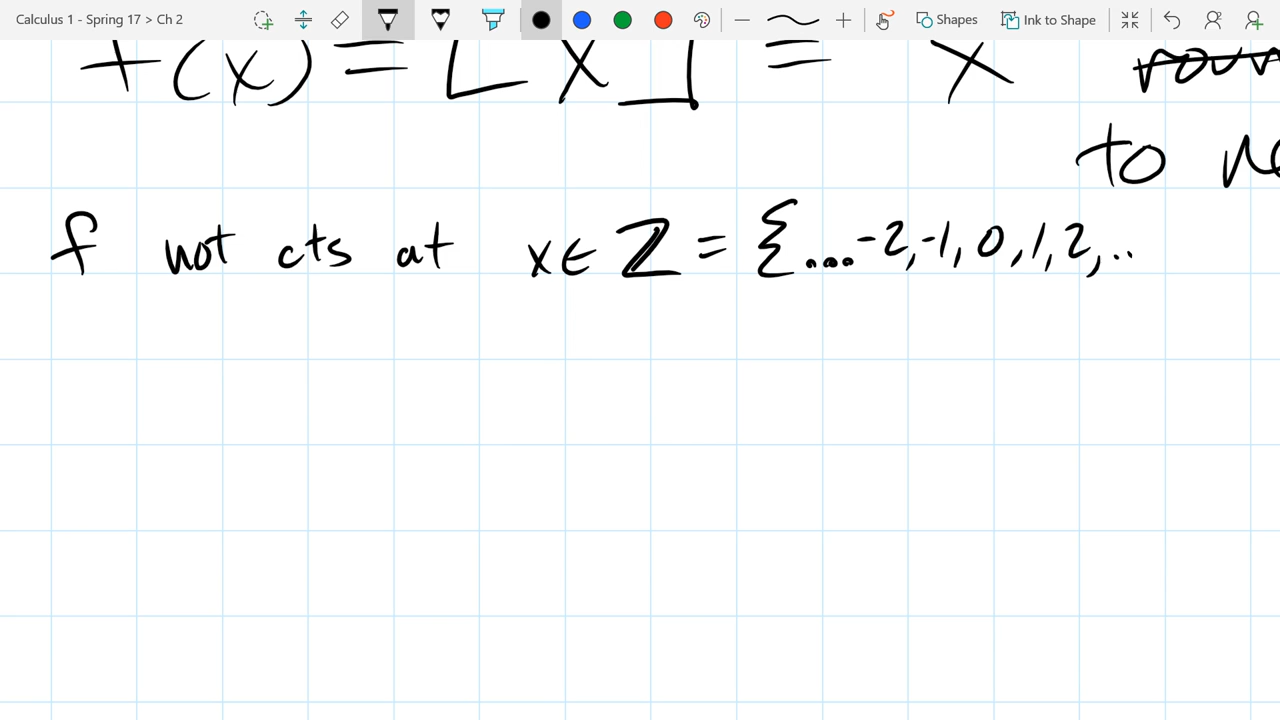 Calculus 1 - Spring 17 > Ch 2
Shapes
Ink to Shape
f(x) = ⌊x⌋ = x
to
f not cts at x ∈ ℤ = {... -2, -1, 0, 1, 2, ..